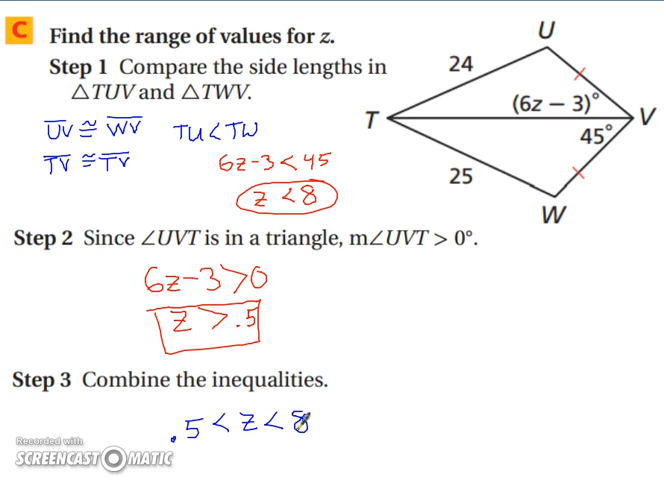 C Find the range of values for z.
Step 1 Compare the side lengths in
△TUV and △TWV.
UV ≅ WV TU < TW
TV ≅ TV 6z-3 < 45
z < 8
U
24
(6z − 3)°
T
V
45°
25
W
Step 2 Since ∠UVT is in a triangle, m∠UVT > 0°.
6z-3 > 0
z > .5
Step 3 Combine the inequalities.
.5 < z < 8
Recorded with
SCREENCAST O MATIC